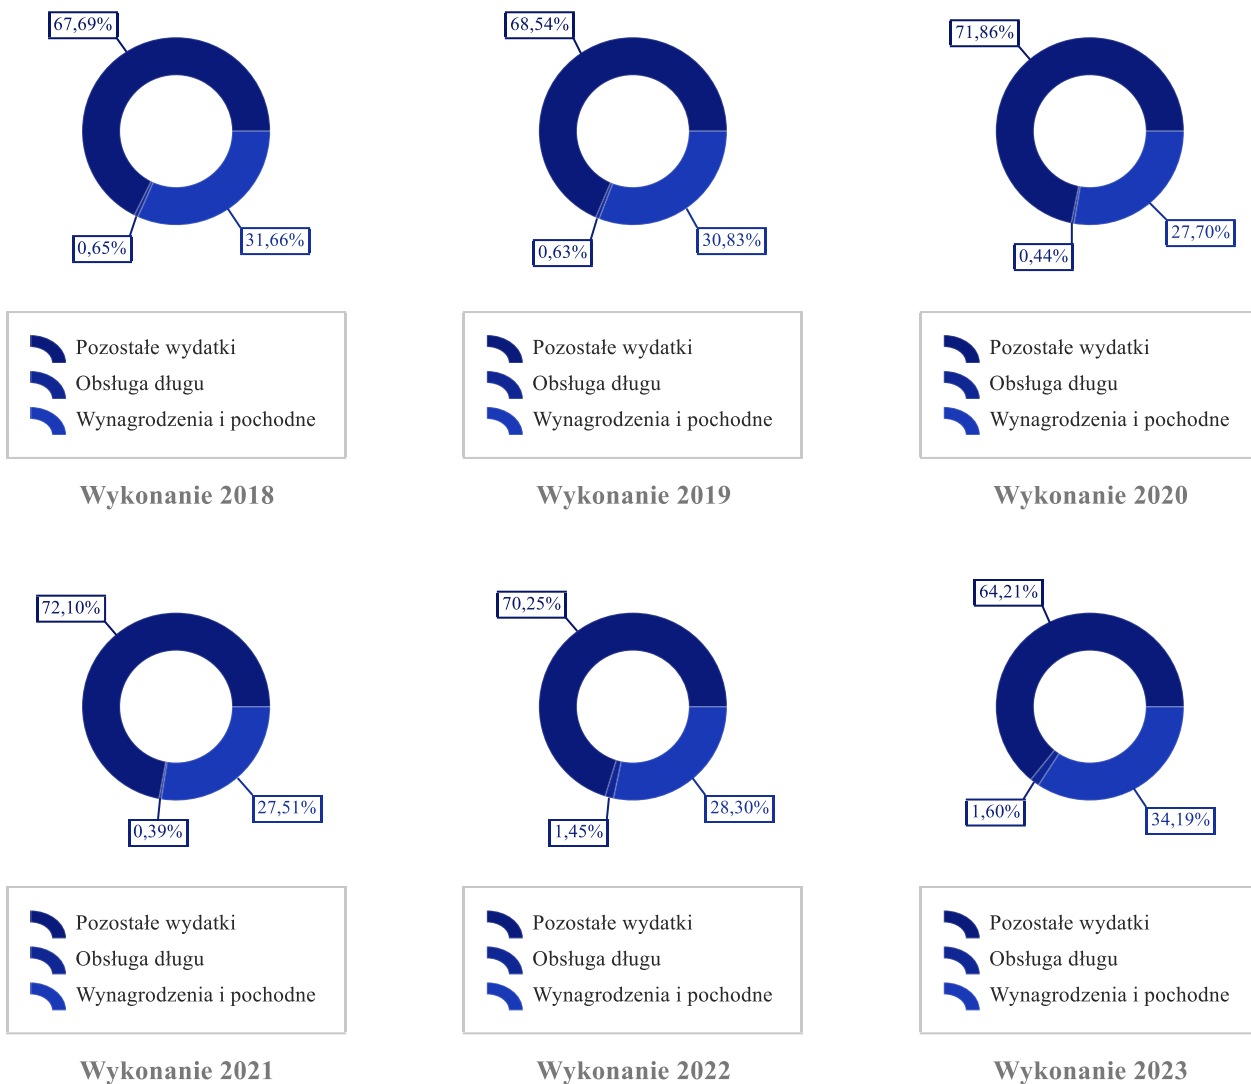 67,69%
0,65%
31,66%
Pozostałe wydatki
Obsługa długu
Wynagrodzenia i pochodne
Wykonanie 2018
68,54%
0,63%
30,83%
Pozostałe wydatki
Obsługa długu
Wynagrodzenia i pochodne
Wykonanie 2019
71,86%
0,44%
27,70%
Pozostałe wydatki
Obsługa długu
Wynagrodzenia i pochodne
Wykonanie 2020
72,10%
0,39%
27,51%
Pozostałe wydatki
Obsługa długu
Wynagrodzenia i pochodne
Wykonanie 2021
70,25%
1,45%
28,30%
Pozostałe wydatki
Obsługa długu
Wynagrodzenia i pochodne
Wykonanie 2022
64,21%
1,60%
34,19%
Pozostałe wydatki
Obsługa długu
Wynagrodzenia i pochodne
Wykonanie 2023